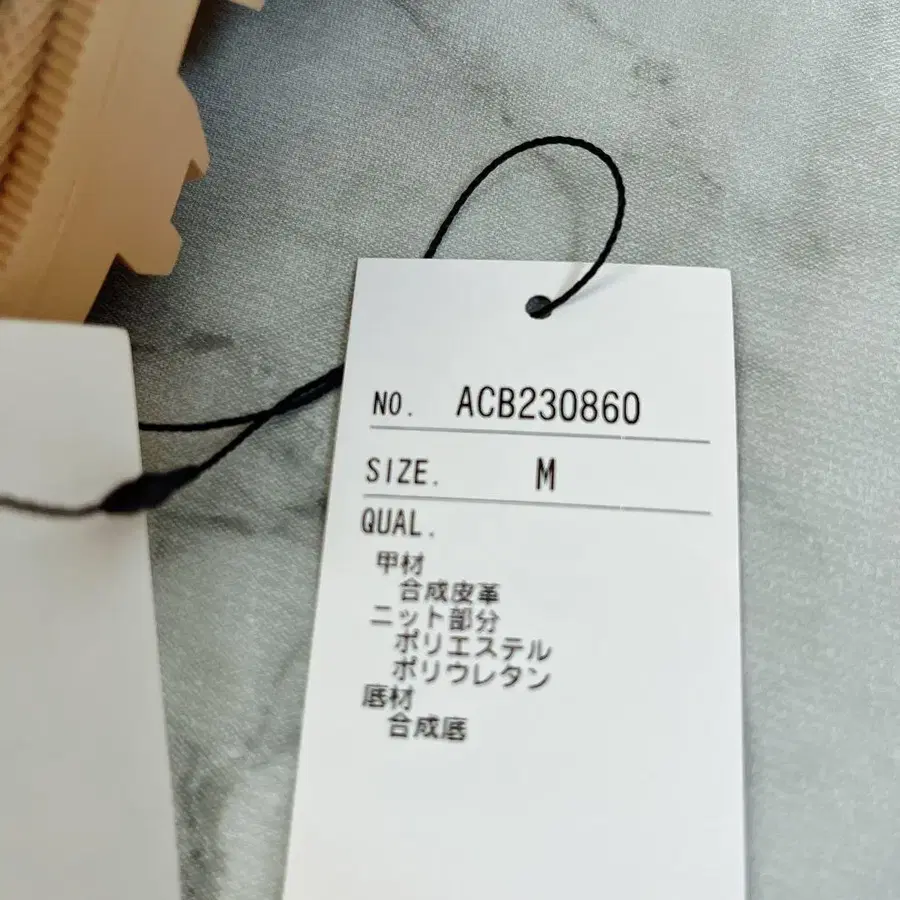 NO. ACB230860
SIZE. M
QUAL.
甲材
合成皮革
ニット部分
ポリエステル
ポリウレタン
底材
合成底